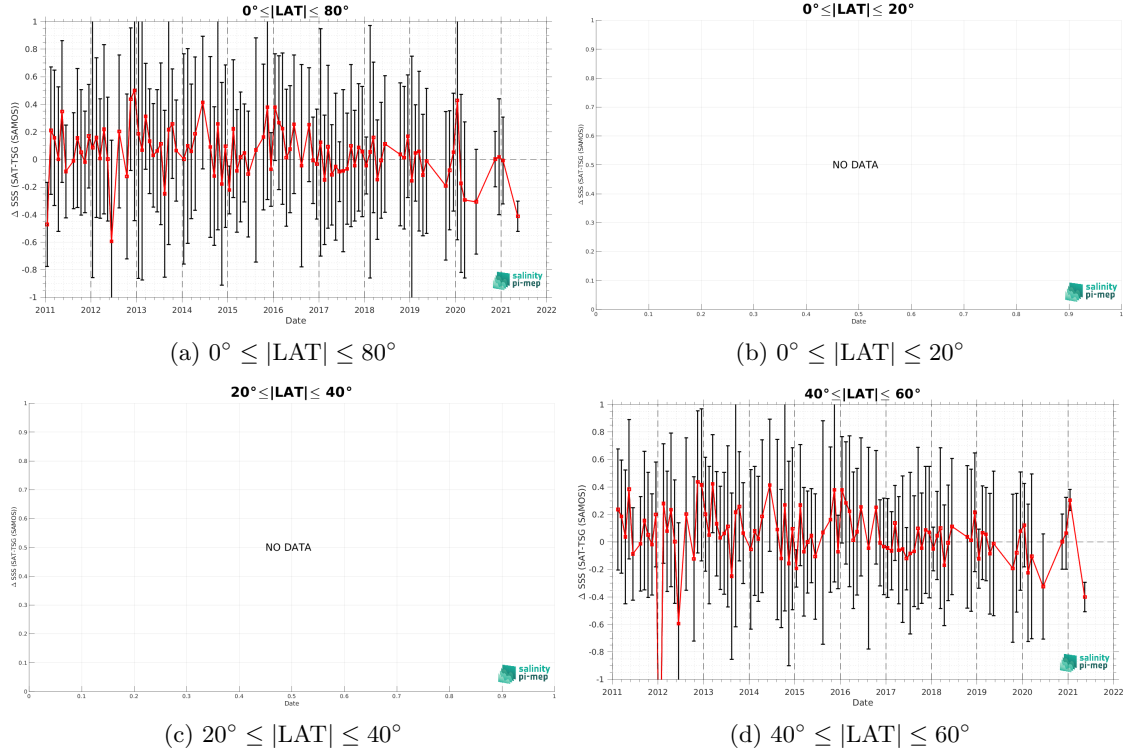 0°≤|LAT|≤ 80°
Δ SSS (SAT-TSG (SAMOS))
1
0.8
0.6
0.4
0.2
0
-0.2
-0.4
-0.6
-0.8
-1
2011 2012 2013 2014 2015 2016 2017 2018 2019 2020 2021 2022
Date
salinity
pi-mep
(a) 0° ≤ |LAT| ≤ 80°
0°≤|LAT|≤ 20°
Δ SSS (SAT-TSG (SAMOS))
1
0.9
0.8
0.7
0.6
0.5
0.4
0.3
0.2
0.1
0
NO DATA
0 0.1 0.2 0.3 0.4 0.5 0.6 0.7 0.8 0.9 1
Date
salinity
pi-mep
(b) 0° ≤ |LAT| ≤ 20°
20°≤|LAT|≤ 40°
Δ SSS (SAT-TSG (SAMOS))
1
0.9
0.8
0.7
0.6
0.5
0.4
0.3
0.2
0.1
0
NO DATA
0 0.1 0.2 0.3 0.4 0.5 0.6 0.7 0.8 0.9 1
Date
salinity
pi-mep
(c) 20° ≤ |LAT| ≤ 40°
40°≤|LAT|≤ 60°
Δ SSS (SAT-TSG (SAMOS))
1
0.8
0.6
0.4
0.2
0
-0.2
-0.4
-0.6
-0.8
-1
2011 2012 2013 2014 2015 2016 2017 2018 2019 2020 2021 2022
Date
salinity
pi-mep
(d) 40° ≤ |LAT| ≤ 60°